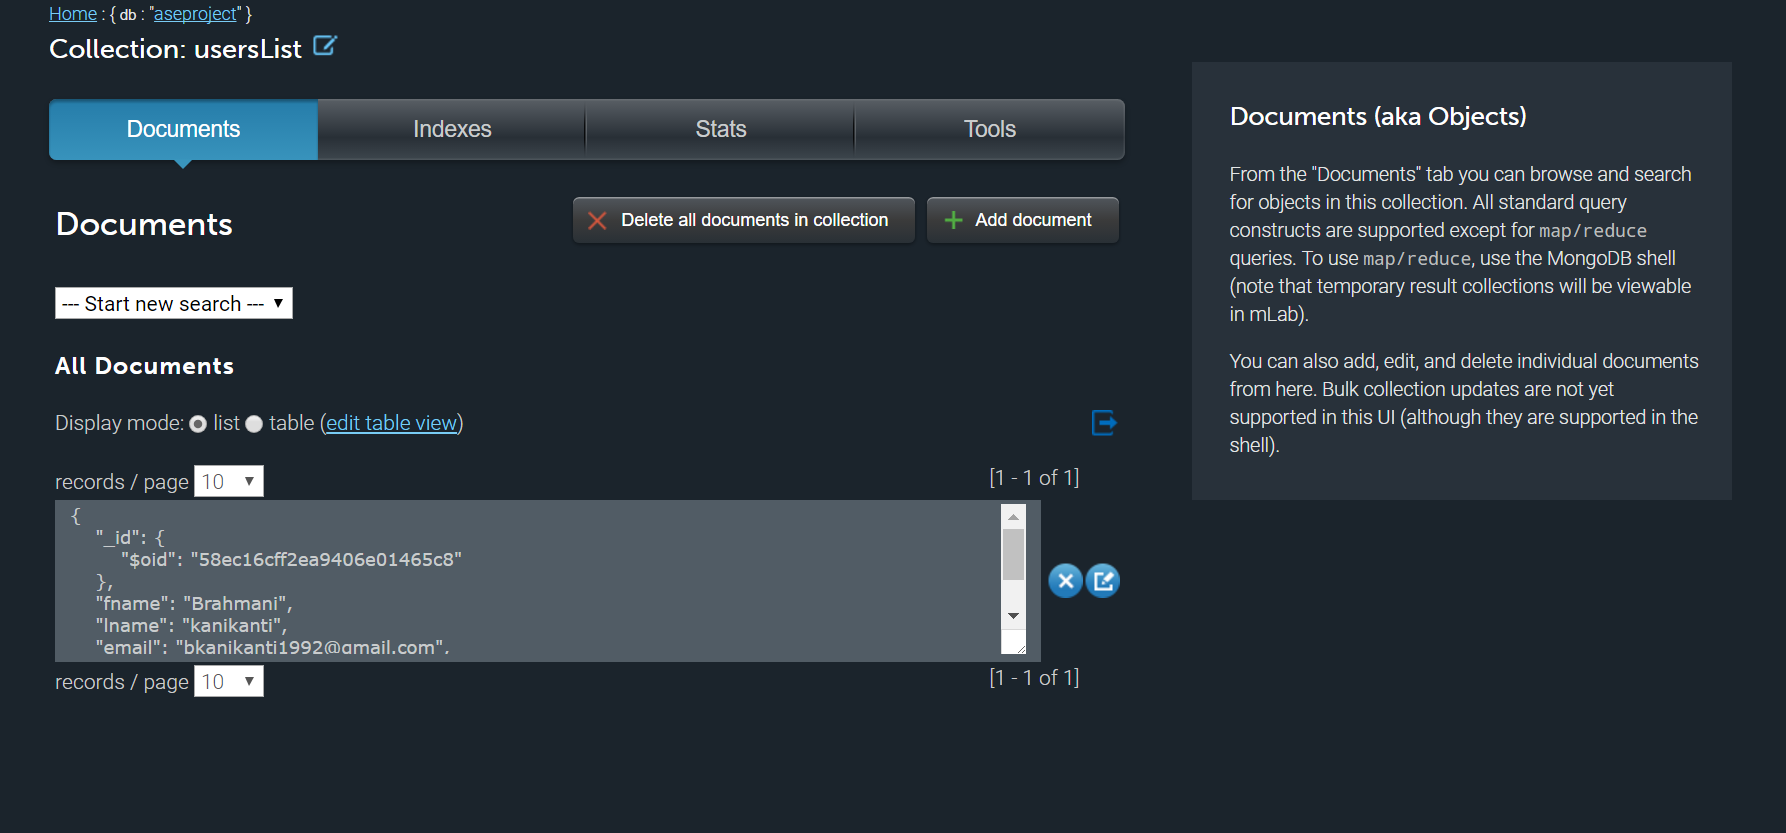 Home : { db : "aseproject" }
Collection: usersList
Documents
Indexes
Stats
Tools
Documents
Delete all documents in collection
Add document
--- Start new search ---
All Documents
Display mode: list table (edit table view)
records / page 10
[1 - 1 of 1]
{
"_id": {
"$oid": "58ec16cff2ea9406e01465c8"
},
"fname": "Brahmani",
"lname": "kanikanti",
"email": "bkanikanti1992@gmail.com",
records / page 10
[1 - 1 of 1]
Documents (aka Objects)
From the "Documents" tab you can browse and search
for objects in this collection. All standard query
constructs are supported except for map/reduce
queries. To use map/reduce, use the MongoDB shell
(note that temporary result collections will be viewable
in mLab).
You can also add, edit, and delete individual documents
from here. Bulk collection updates are not yet
supported in this UI (although they are supported in the
shell).